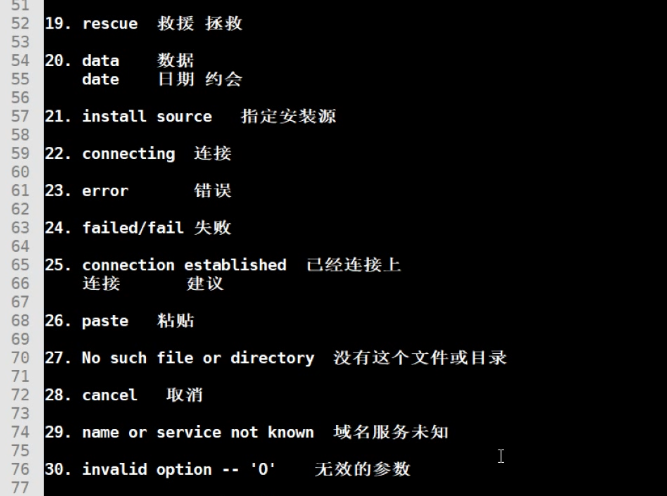 51
52 19. rescue 救援 拯救
53
54 20. data 数据
55 date 日期 约会
56
57 21. install source 指定安装源
58
59 22. connecting 连接
60
61 23. error 错误
62
63 24. failed/fail 失败
64
65 25. connection established 已经连接上
66 连接 建议
67
68 26. paste 粘贴
69
70 27. No such file or directory 没有这个文件或目录
71
72 28. cancel 取消
73
74 29. name or service not known 域名服务未知
75
76 30. invalid option -- 'O' 无效的参数
77